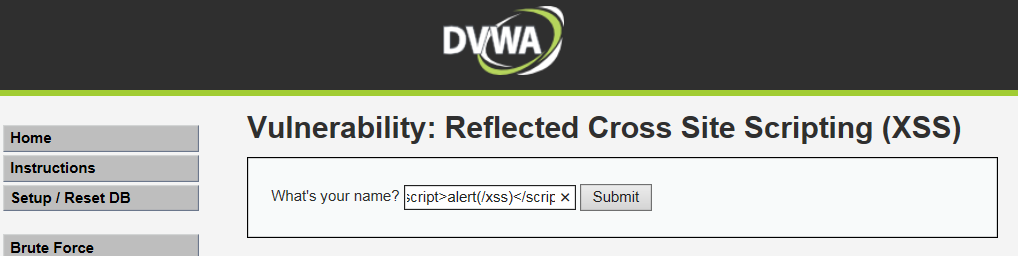 DVWA
Vulnerability: Reflected Cross Site Scripting (XSS)
Home
Instructions
Setup / Reset DB
Brute Force
What's your name? script>alert(/xss)</scrip × Submit